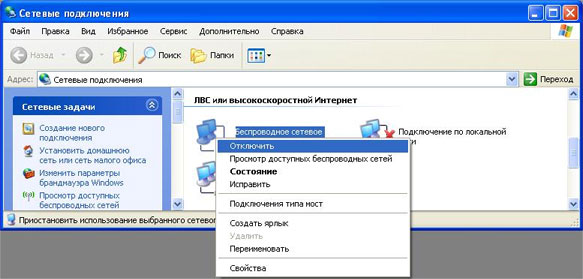 Сетевые подключения
Файл Правка Вид Избранное Сервис Дополнительно Справка
Назад Поиск Папки
Адрес: Сетевые подключения Переход
Сетевые задачи
Создание нового подключения
Установить домашнюю сеть или сеть малого офиса
Изменить параметры брандмауэра Windows
Просмотр доступных беспроводных сетей
ЛВС или высокоскоростной Интернет
Беспроводное сетевое
Подключение по локальной
Отключить
Просмотр доступных беспроводных сетей
Состояние
Исправить
Подключения типа мост
Создать ярлык
Удалить
Переименовать
Свойства
Приостановить использование выбранного